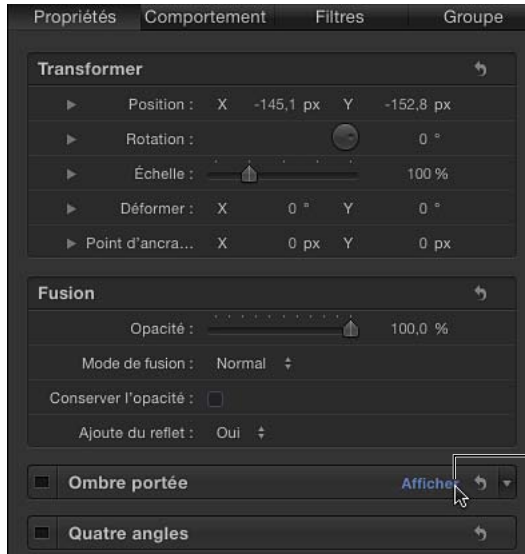 Propriétés Comportement Filtres Groupe
Transformer
Position : X -145,1 px Y -152,8 px
Rotation : 0 °
Échelle : 100 %
Déformer : X 0 ° Y 0 °
Point d'ancra... X 0 px Y 0 px
Fusion
Opacité : 100,0 %
Mode de fusion : Normal
Conserver l'opacité :
Ajoute du reflet : Oui
Ombre portée Afficher
Quatre angles